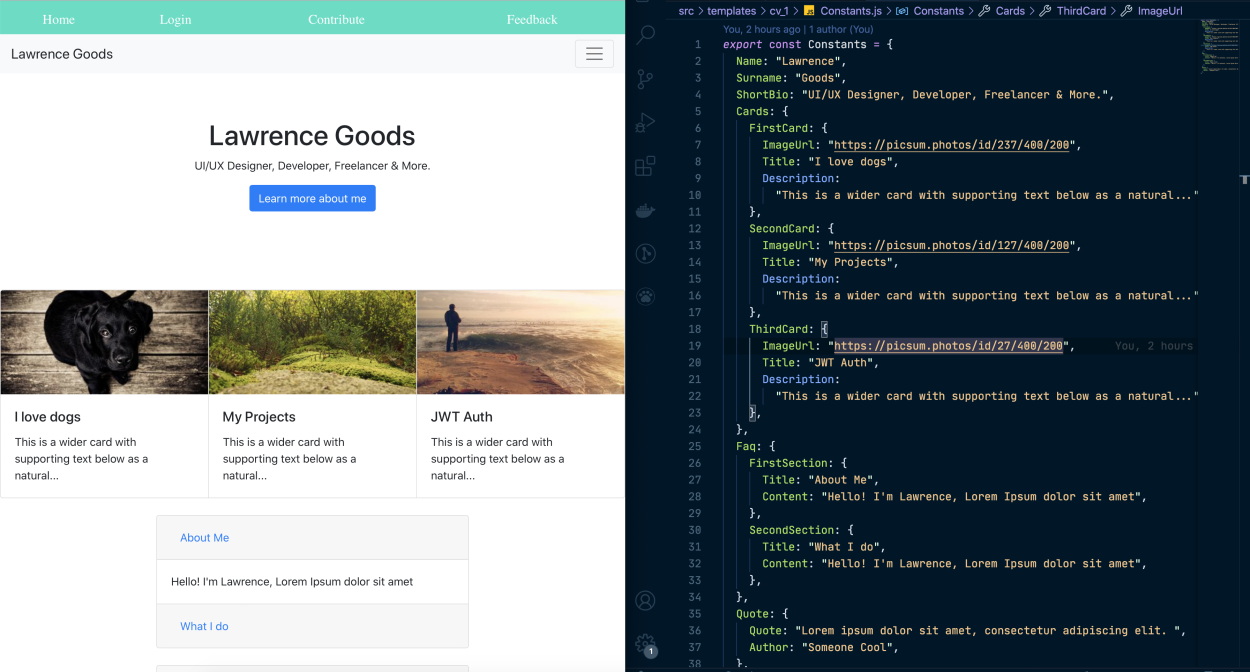 Home Login Contribute Feedback
Lawrence Goods
Lawrence Goods
UI/UX Designer, Developer, Freelancer & More.
Learn more about me
I love dogs
This is a wider card with
supporting text below as a
natural...
My Projects
This is a wider card with
supporting text below as a
natural...
JWT Auth
This is a wider card with
supporting text below as a
natural...
About Me
Hello! I'm Lawrence, Lorem Ipsum dolor sit amet
What I do
src > templates > cv_1 > JS Constants.js > Constants > Cards > ThirdCard > ImageUrl
You, 2 hours ago | 1 author (You)
1 export const Constants = {
2 Name: "Lawrence",
3 Surname: "Goods",
4 ShortBio: "UI/UX Designer, Developer, Freelancer & More.",
5 Cards: {
6 FirstCard: {
7 ImageUrl: "https://picsum.photos/id/237/400/200",
8 Title: "I love dogs",
9 Description:
10 "This is a wider card with supporting text below as a natural..."
11 },
12 SecondCard: {
13 ImageUrl: "https://picsum.photos/id/127/400/200",
14 Title: "My Projects",
15 Description:
16 "This is a wider card with supporting text below as a natural..."
17 },
18 ThirdCard: {
19 ImageUrl: "https://picsum.photos/id/27/400/200", You, 2 hours
20 Title: "JWT Auth",
21 Description:
22 "This is a wider card with supporting text below as a natural..."
23 },
24 },
25 Faq: {
26 FirstSection: {
27 Title: "About Me",
28 Content: "Hello! I'm Lawrence, Lorem Ipsum dolor sit amet",
29 },
30 SecondSection: {
31 Title: "What I do",
32 Content: "Hello! I'm Lawrence, Lorem Ipsum dolor sit amet",
33 },
34 },
35 Quote: {
36 Quote: "Lorem ipsum dolor sit amet, consectetur adipiscing elit. ",
37 Author: "Someone Cool",
38 },
1